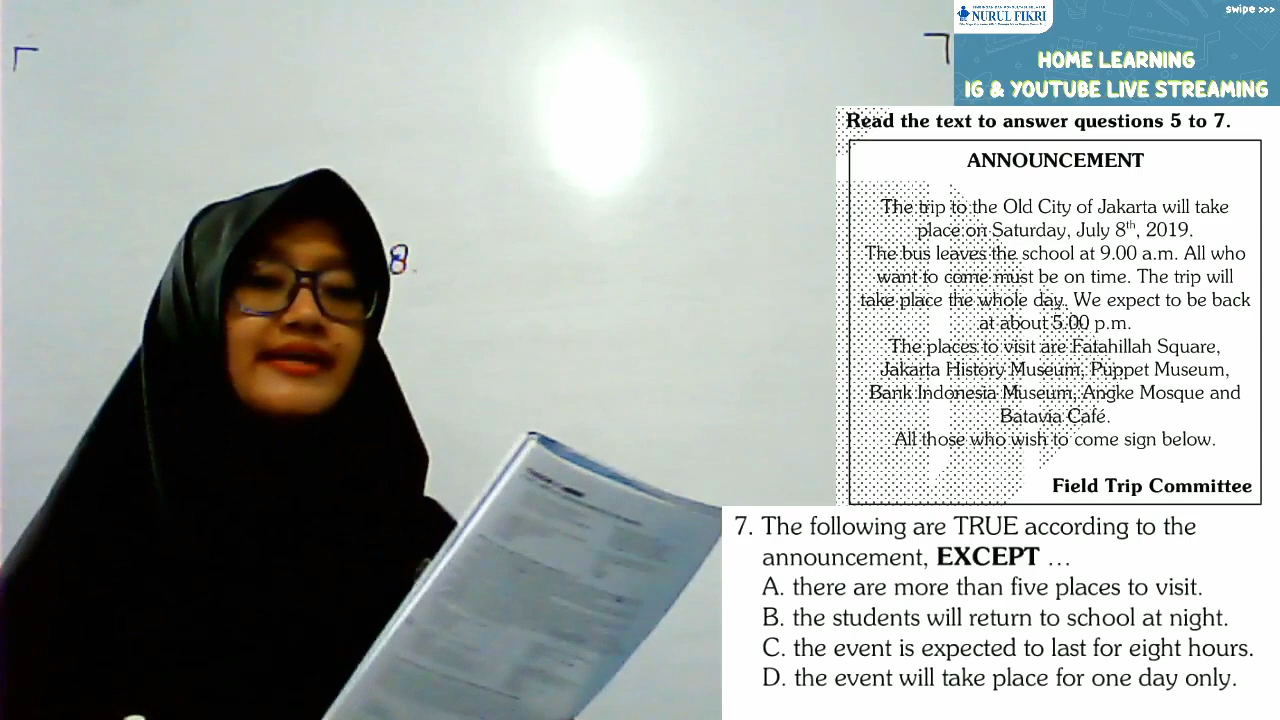 NURUL FIKRI
swipe >>>
HOME LEARNING
IG & YOUTUBE LIVE STREAMING
Read the text to answer questions 5 to 7.
ANNOUNCEMENT
The trip to the Old City of Jakarta will take
place on Saturday, July 8th, 2019.
The bus leaves the school at 9.00 a.m. All who
want to come must be on time. The trip will
take place the whole day. We expect to be back
at about 5.00 p.m.
The places to visit are Fatahillah Square,
Jakarta History Museum, Puppet Museum,
Bank Indonesia Museum, Angke Mosque and
Batavia Café.
All those who wish to come sign below.
Field Trip Committee
8.
7. The following are TRUE according to the
announcement, EXCEPT …
A. there are more than five places to visit.
B. the students will return to school at night.
C. the event is expected to last for eight hours.
D. the event will take place for one day only.